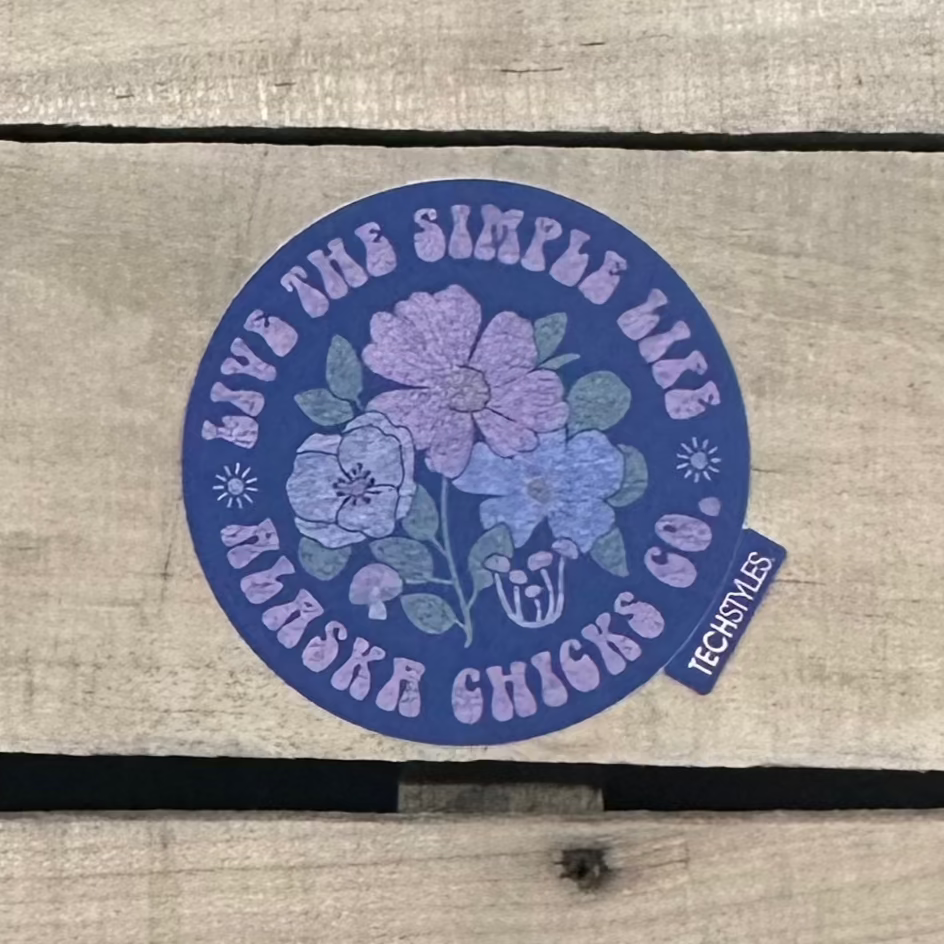 LIVE THE SIMPLE LIFE
ALASKA CHICKS CO.
TECHSTYLES